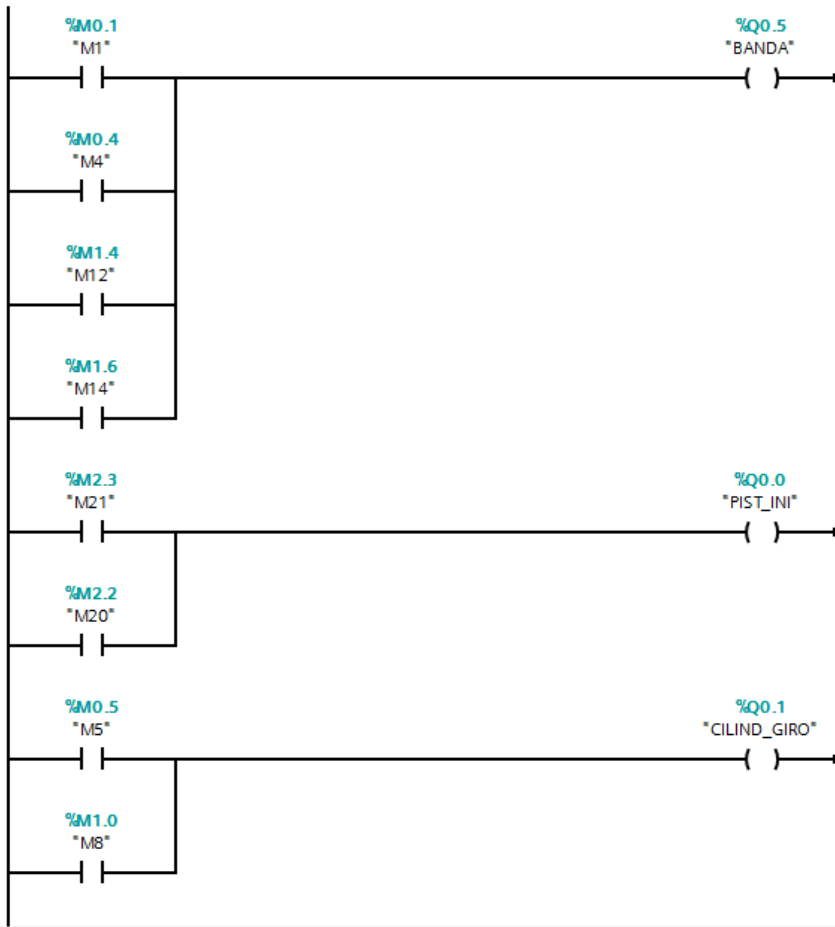 %M0.1
"M1"
%Q0.5
"BANDA"
%M0.4
"M4"
%M1.4
"M12"
%M1.6
"M14"
%M2.3
"M21"
%Q0.0
"PIST_INI"
%M2.2
"M20"
%M0.5
"M5"
%Q0.1
"CILIND_GIRO"
%M1.0
"M8"